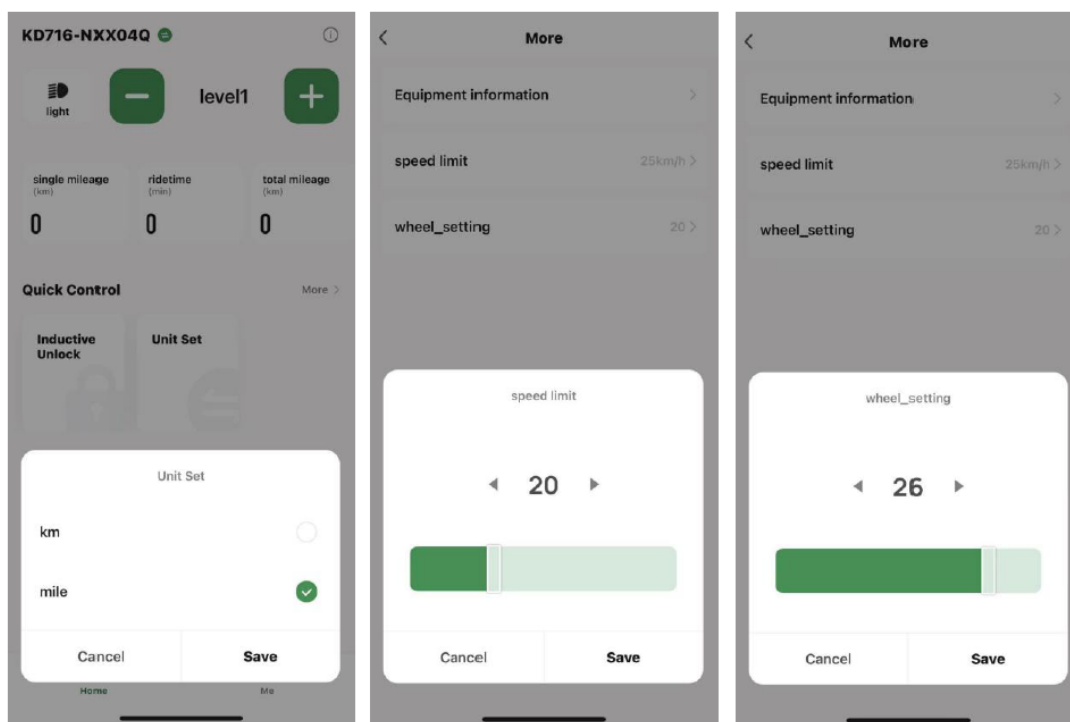 KD716-NXX04Q
light
level1
single mileage
(km)
0
ridetime
(min)
0
total mileage
(km)
0
Quick Control
More >
Inductive
Unlock
Unit Set
Unit Set
km
mile
Cancel
Save
Home
Me
More
Equipment information
speed limit
25km/h >
wheel_setting
20 >
speed limit
20
Cancel
Save
More
Equipment information
speed limit
25km/h >
wheel_setting
20 >
wheel_setting
26
Cancel
Save